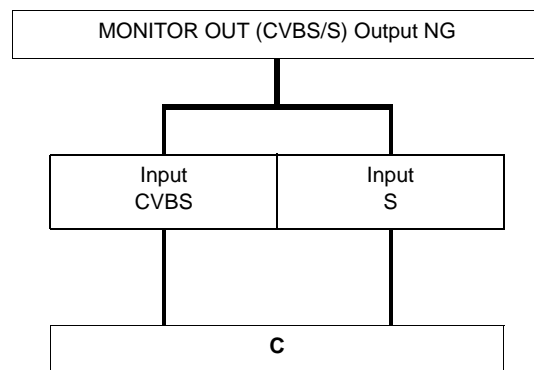 MONITOR OUT (CVBS/S) Output NG
Input
CVBS
Input
S
C